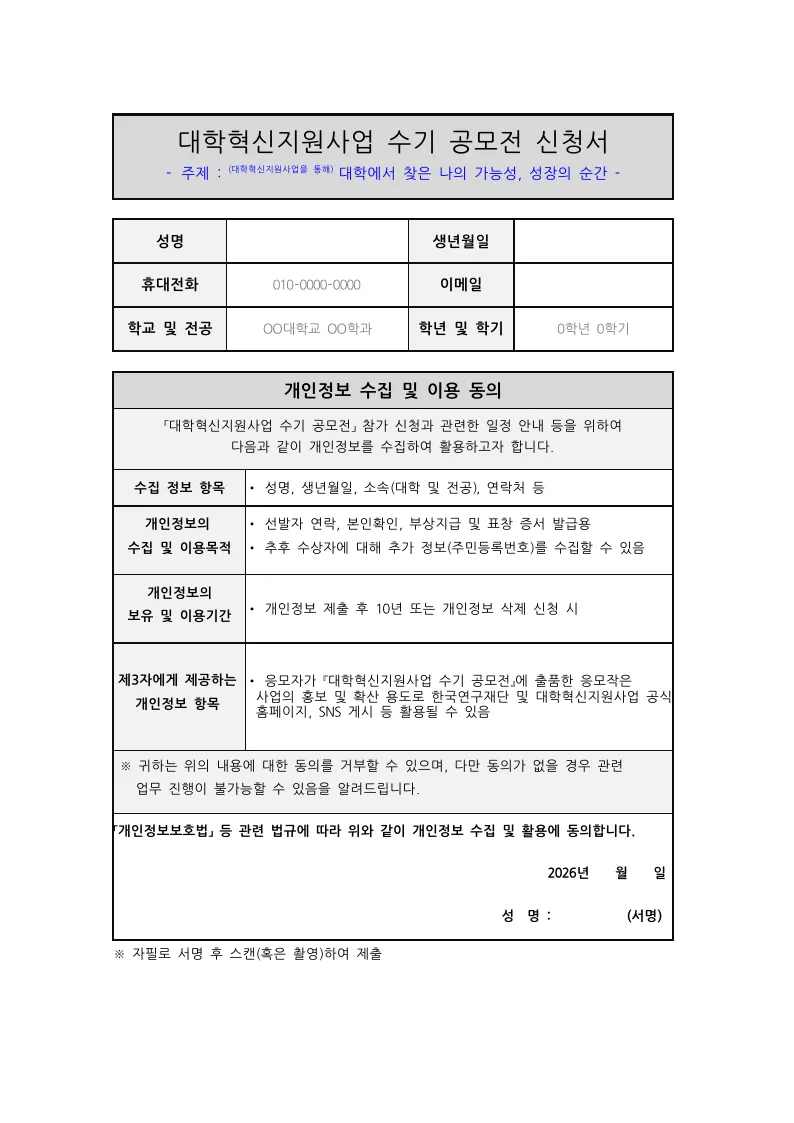 대학혁신지원사업 수기 공모전 신청서
- 주제 : (대학혁신지원사업을 통해) 대학에서 찾은 나의 가능성, 성장의 순간 -
성명 생년월일
휴대전화 010-0000-0000 이메일
학교 및 전공 OO대학교 OO학과 학년 및 학기 0학년 0학기
개인정보 수집 및 이용 동의
「대학혁신지원사업 수기 공모전」 참가 신청과 관련한 일정 안내 등을 위하여
다음과 같이 개인정보를 수집하여 활용하고자 합니다.
수집 정보 항목 • 성명, 생년월일, 소속(대학 및 전공), 연락처 등
개인정보의
수집 및 이용목적
• 선발자 연락, 본인확인, 부상지급 및 표창 증서 발급용
• 추후 수상자에 대해 추가 정보(주민등록번호)를 수집할 수 있음
개인정보의
보유 및 이용기간
• 개인정보 제출 후 10년 또는 개인정보 삭제 신청 시
제3자에게 제공하는
개인정보 항목
• 응모자가 『대학혁신지원사업 수기 공모전』에 출품한 응모작은
사업의 홍보 및 확산 용도로 한국연구재단 및 대학혁신지원사업 공식
홈페이지, SNS 게시 등 활용될 수 있음
※ 귀하는 위의 내용에 대한 동의를 거부할 수 있으며, 다만 동의가 없을 경우 관련
업무 진행이 불가능할 수 있음을 알려드립니다.
「개인정보보호법」 등 관련 법규에 따라 위와 같이 개인정보 수집 및 활용에 동의합니다.
2026년 월 일
성 명 : (서명)
※ 자필로 서명 후 스캔(혹은 촬영)하여 제출